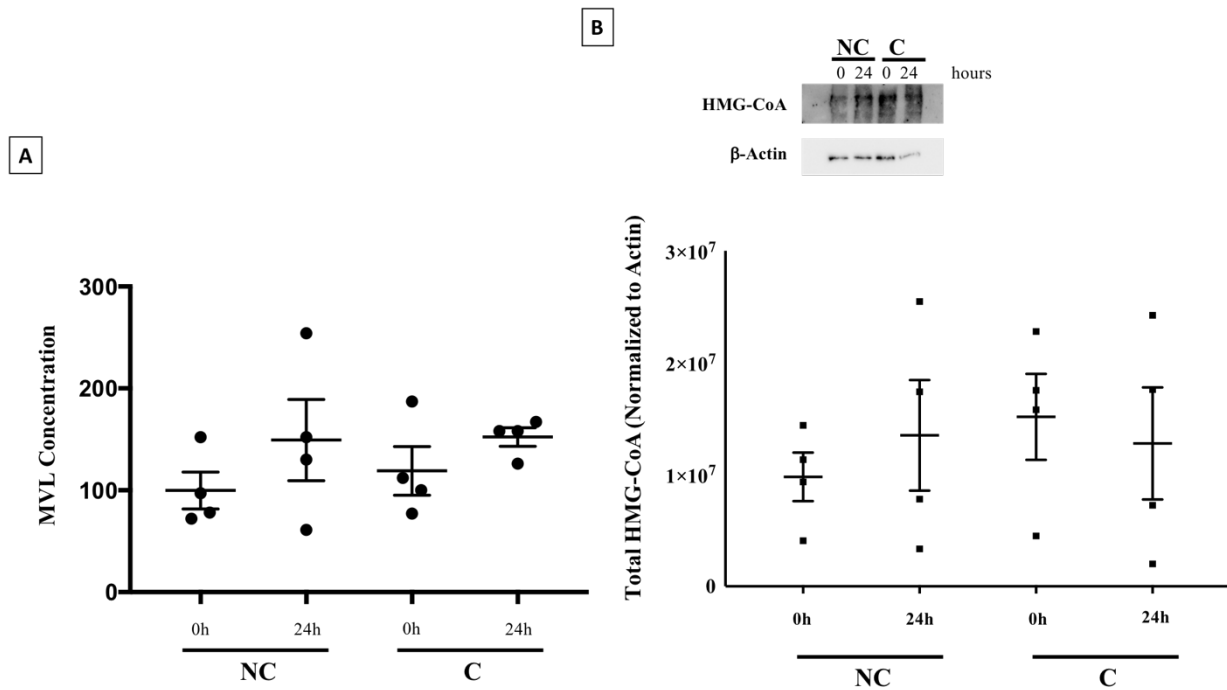 A
MVL Concentration
300
200
100
0
0h 24h 0h 24h
NC C
B
NC C
0 24 0 24 hours
HMG-CoA
β-Actin
Total HMG-CoA (Normalized to Actin)
3×10⁷
2×10⁷
1×10⁷
0
0h 24h 0h 24h
NC C